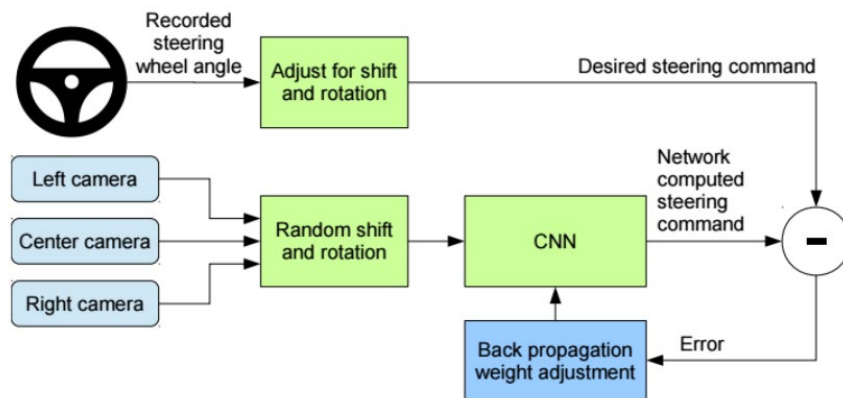 Recorded
steering
wheel angle
Adjust for shift
and rotation
Desired steering command
Left camera
Center camera
Right camera
Random shift
and rotation
CNN
Network
computed
steering
command
-
Back propagation
weight adjustment
Error